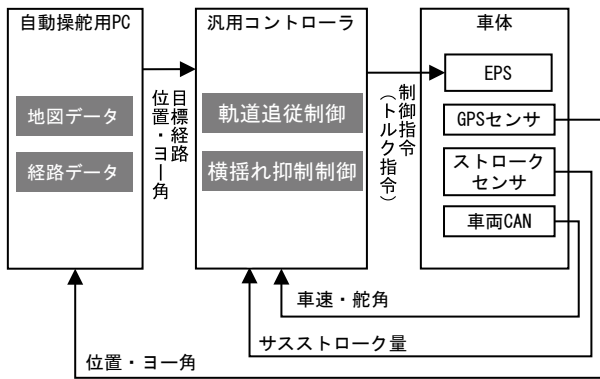 自動操舵用PC
地図データ
経路データ
目標経路
位置・ヨー角
汎用コントローラ
軌道追従制御
横揺れ抑制制御
制御指令
（トルク指令）
車体
EPS
GPSセンサ
ストローク
センサ
車両CAN
車速・舵角
サスストローク量
位置・ヨー角